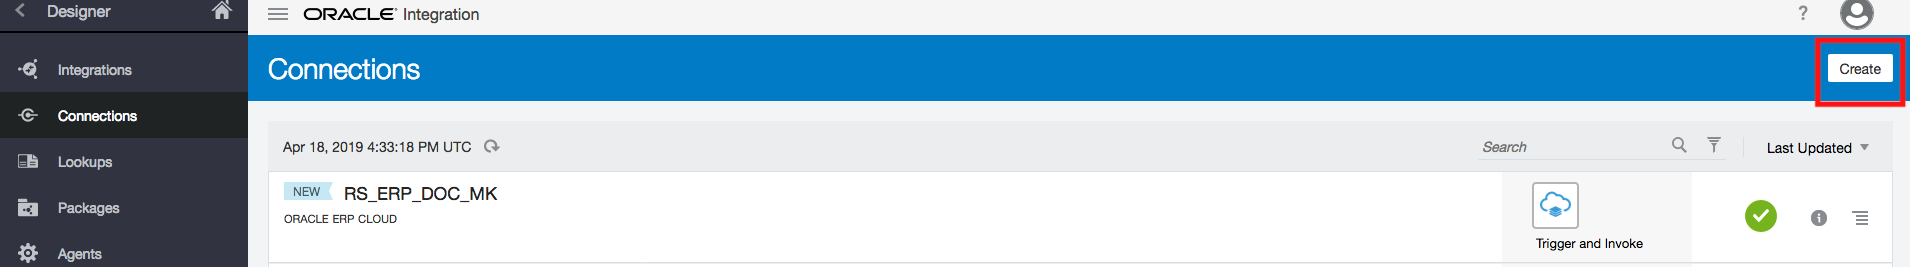 Designer
ORACLE Integration
?
Integrations
Connections
Lookups
Packages
Agents
Connections
Create
Apr 18, 2019 4:33:18 PM UTC
Search
Last Updated
NEW RS_ERP_DOC_MK
ORACLE ERP CLOUD
Trigger and Invoke